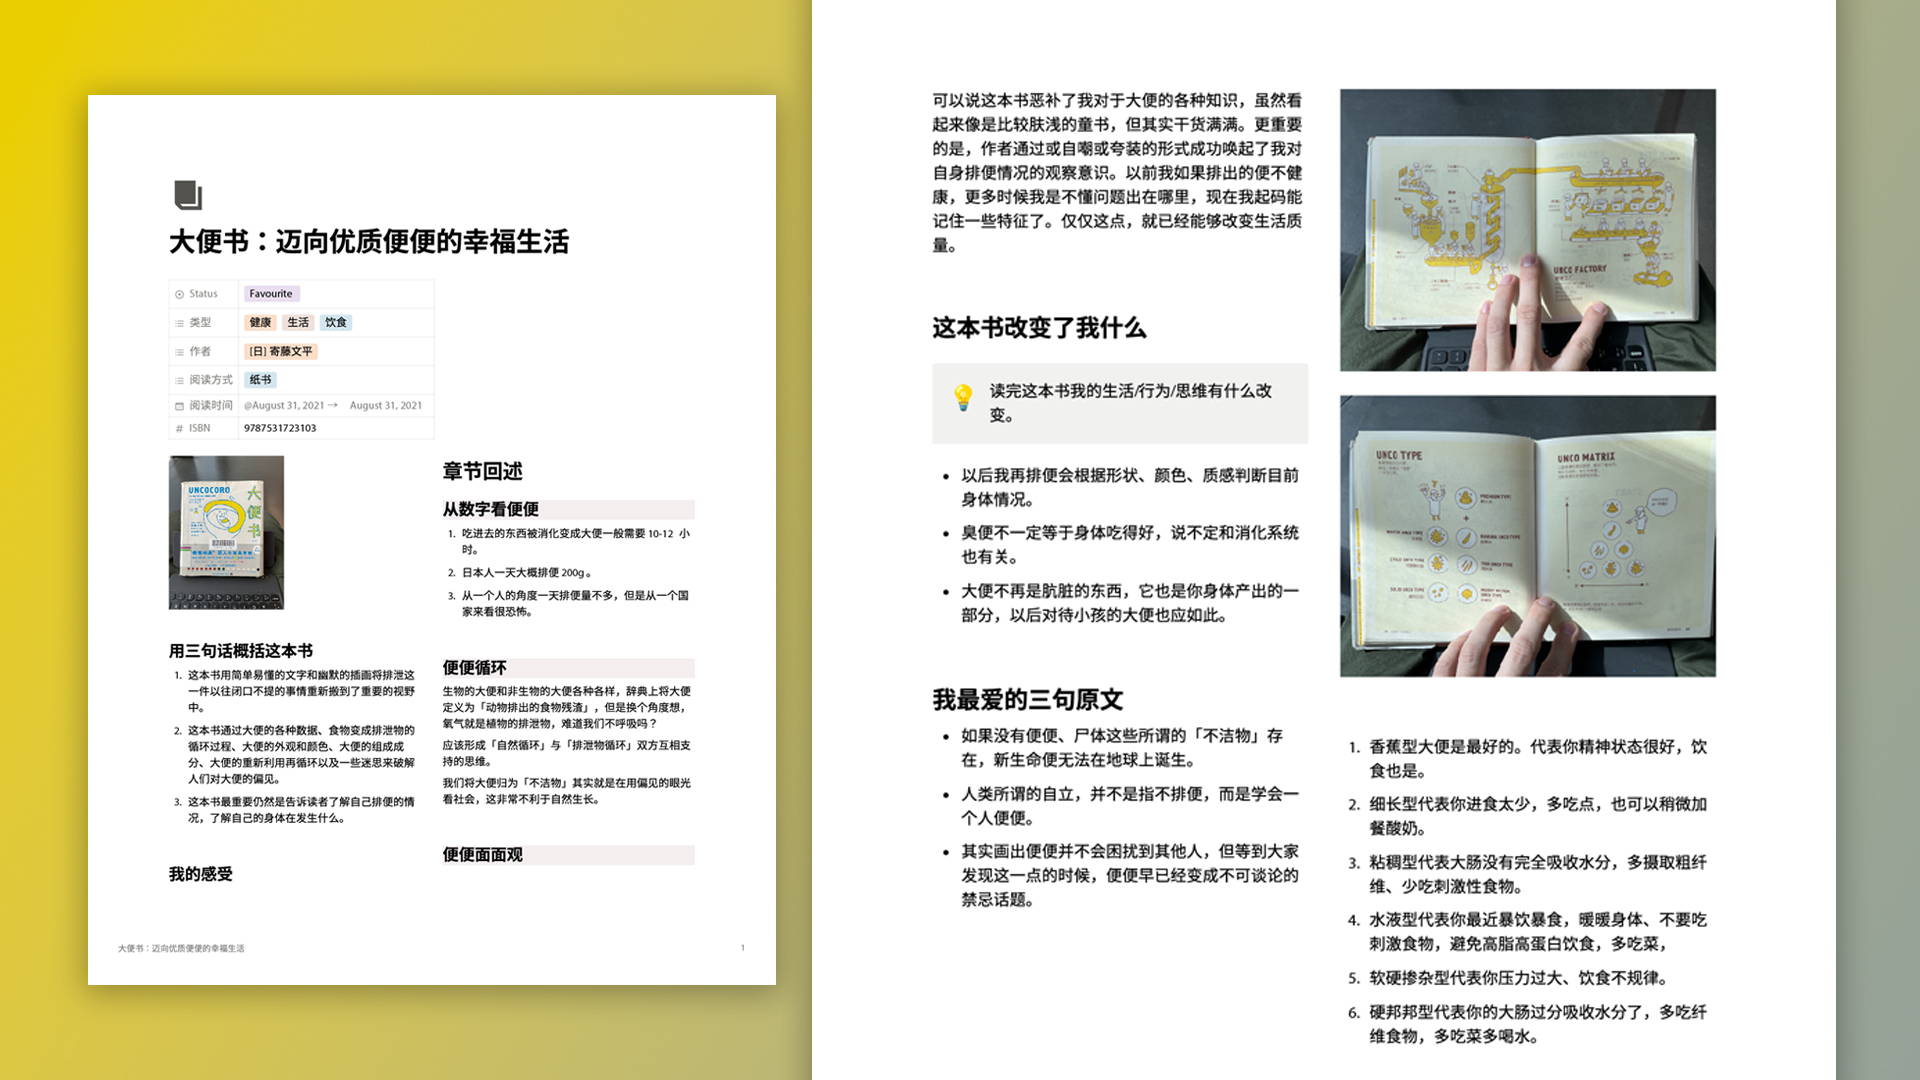 大便书：迈向优质便便的幸福生活
Status Favourite
类型 健康 生活 饮食
作者 [日] 寄藤文平
阅读方式 纸书
阅读时间 @August 31, 2021 → August 31, 2021
ISBN 9787531723103
UNCOCORO
大便书
用三句话概括这本书
1. 这本书用简单易懂的文字和幽默的插画将排泄这
一件以往闭口不提的事情重新搬到了重要的视野
中。
2. 这本书通过大便的各种数据、食物变成排泄物的
循环过程、大便的外观和颜色、大便的组成成
分、大便的重新利用再循环以及一些迷思来破解
人们对大便的偏见。
3. 这本书最重要仍然是告诉读者了解自己排便的情
况，了解自己的身体在发生什么。
我的感受
章节回述
从数字看便便
1. 吃进去的东西被消化变成大便一般需要 10-12 小
时。
2. 日本人一天大概排便 200g。
3. 从一个人的角度一天排便量不多，但是从一个国
家来看很恐怖。
便便循环
生物的大便和非生物的大便各种各样，辞典上将大便
定义为「动物排出的食物残渣」，但是换个角度想，
氧气就是植物的排泄物，难道我们不呼吸吗？
应该形成「自然循环」与「排泄物循环」双方互相支
持的思维。
我们将大便归为「不洁物」其实就是在用偏见的眼光
看社会，这非常不利于自然生长。
便便面面观
大便书：迈向优质便便的幸福生活
1
可以说这本书恶补了我对于大便的各种知识，虽然看
起来像是比较肤浅的童书，但其实干货满满。更重要
的是，作者通过或自嘲或夸装的形式成功唤起了我对
自身排便情况的观察意识。以前我如果排出的便不健
康，更多时候我是不懂问题出在哪里，现在我起码能
记住一些特征了。仅仅这点，就已经能够改变生活质
量。
这本书改变了我什么
读完这本书我的生活/行为/思维有什么改
变。
• 以后我再排便会根据形状、颜色、质感判断目前
身体情况。
• 臭便不一定等于身体吃得好，说不定和消化系统
也有关。
• 大便不再是肮脏的东西，它也是你身体产出的一
部分，以后对待小孩的大便也应如此。
我最爱的三句原文
• 如果没有便便、尸体这些所谓的「不洁物」存
在，新生命便无法在地球上诞生。
• 人类所谓的自立，并不是指不排便，而是学会一
个人便便。
• 其实画出便便并不会困扰到其他人，但等到大家
发现这一点的时候，便便早已经变成不可谈论的
禁忌话题。
UNCO FACTORY
UNCO TYPE
UNCO MATRIX
PREMIUM TYPE
BANANA UNCO TYPE
1. 香蕉型大便是最好的。代表你精神状态很好，饮
食也是。
2. 细长型代表你进食太少，多吃点，也可以稍微加
餐酸奶。
3. 粘稠型代表大肠没有完全吸收水分，多摄取粗纤
维、少吃刺激性食物。
4. 水液型代表你最近暴饮暴食，暖暖身体、不要吃
刺激食物，避免高脂高蛋白饮食，多吃菜，
5. 软硬掺杂型代表你压力过大、饮食不规律。
6. 硬邦邦型代表你的大肠过分吸收水分了，多吃纤
维食物，多吃菜多喝水。